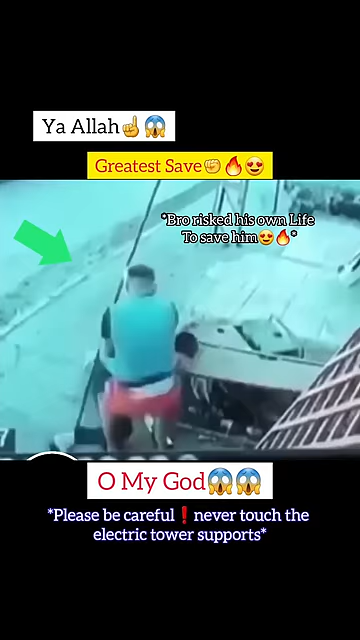 Ya Allah☝️😱
Greatest Save✊🔥😍
*Bro risked his own Life
To save him😍🔥*
7
O My God😱😱
*Please be careful❗never touch the
electric tower supports*